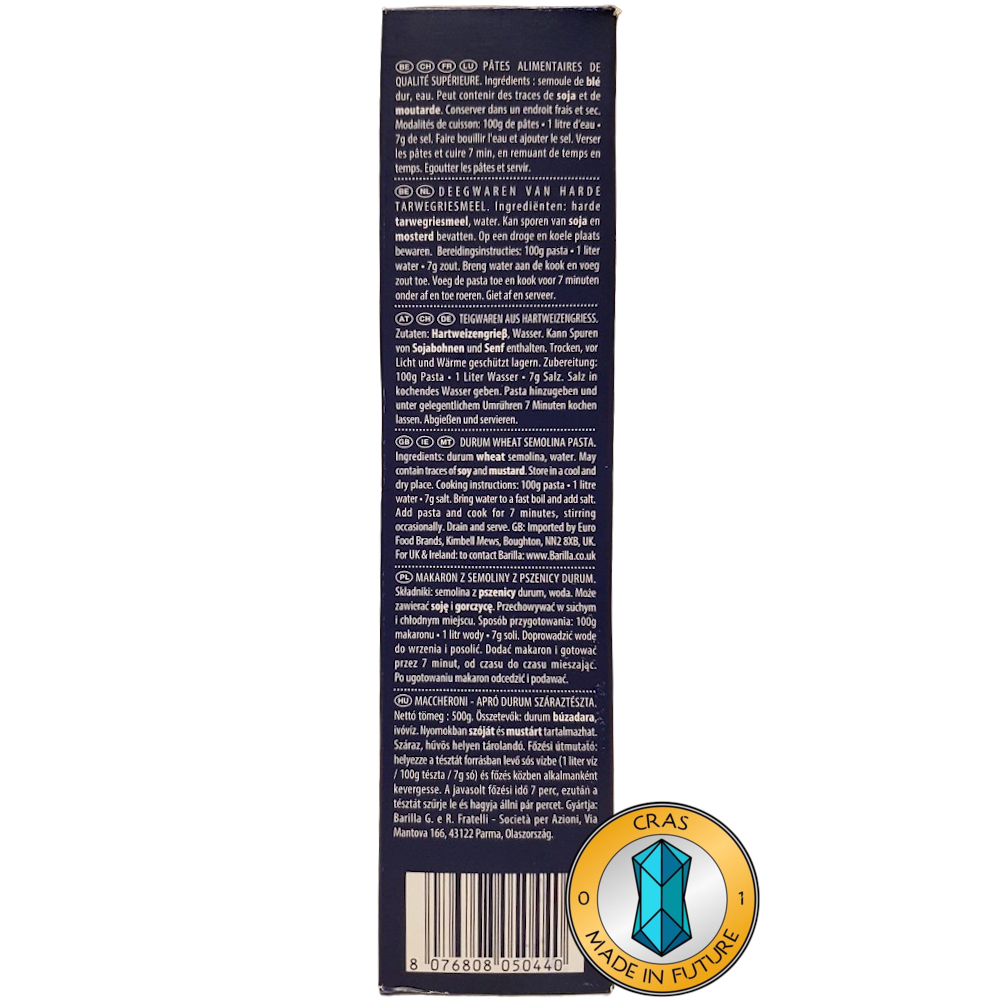 BE CH FR LU PÂTES ALIMENTAIRES DE
QUALITÉ SUPÉRIEURE. Ingrédients : semoule de blé
dur, eau. Peut contenir des traces de soja et de
moutarde. Conserver dans un endroit frais et sec.
Modalités de cuisson: 100g de pâtes • 1 litre d'eau •
7g de sel. Faire bouillir l'eau et ajouter le sel. Verser
les pâtes et cuire 7 min, en remuant de temps en
temps. Egoutter les pâtes et servir.
BE NL DEEGWAREN VAN HARDE
TARWEGRIESMEEL. Ingrediënten: harde
tarwegriesmeel, water. Kan sporen van soja en
mosterd bevatten. Op een droge en koele plaats
bewaren. Bereidingsinstructies: 100g pasta • 1 liter
water • 7g zout. Breng water aan de kook en voeg
zout toe. Voeg de pasta toe en kook voor 7 minuten
onder af en toe roeren. Giet af en serveer.
AT CH DE TEIGWAREN AUS HARTWEIZENGRIESS.
Zutaten: Hartweizengrieß, Wasser. Kann Spuren
von Sojabohnen und Senf enthalten. Trocken, vor
Licht und Wärme geschützt lagern. Zubereitung:
100g Pasta • 1 Liter Wasser • 7g Salz. Salz in
kochendes Wasser geben. Pasta hinzugeben und
unter gelegentlichem Umrühren 7 Minuten kochen
lassen. Abgießen und servieren.
GB IE MT DURUM WHEAT SEMOLINA PASTA.
Ingredients: durum wheat semolina, water. May
contain traces of soy and mustard. Store in a cool and
dry place. Cooking instructions: 100g pasta • 1 litre
water • 7g salt. Bring water to a fast boil and add salt.
Add pasta and cook for 7 minutes, stirring
occasionally. Drain and serve. GB: Imported by Euro
Food Brands, Kimbell Mews, Boughton, NN2 8XB, UK.
For UK & Ireland: to contact Barilla: www.Barilla.co.uk
PL MAKARON Z SEMOLINY Z PSZENICY DURUM.
Składniki: semolina z pszenicy durum, woda. Może
zawierać soję i gorczycę. Przechowywać w suchym
i chłodnym miejscu. Sposób przygotowania: 100g
makaronu • 1 litr wody • 7g soli. Doprowadzić wodę
do wrzenia i posolić. Dodać makaron i gotować
przez 7 minut, od czasu do czasu mieszając.
Po ugotowaniu makaron odcedzić i podawać.
HU MACCHERONI - APRÓ DURUM SZÁRAZTÉSZTA.
Nettó tömeg : 500g. Összetevők: durum búzadara,
ivóvíz. Nyomokban szóját és mustárt tartalmazhat.
Száraz, hűvös helyen tárolandó. Főzési útmutató:
helyezze a tésztát forrásban levő sós vízbe (1 liter víz
/ 100g tészta / 7g só) és főzés közben alkalmanként
kevergesse. A javasolt főzési idő 7 perc, ezután a
tésztát szűrje le és hagyja állni pár percet. Gyártja:
Barilla G. e R. Fratelli - Società per Azioni, Via
Mantova 166, 43122 Parma, Olaszország.
8 076808 050440
CRAS
0 1
MADE IN FUTURE